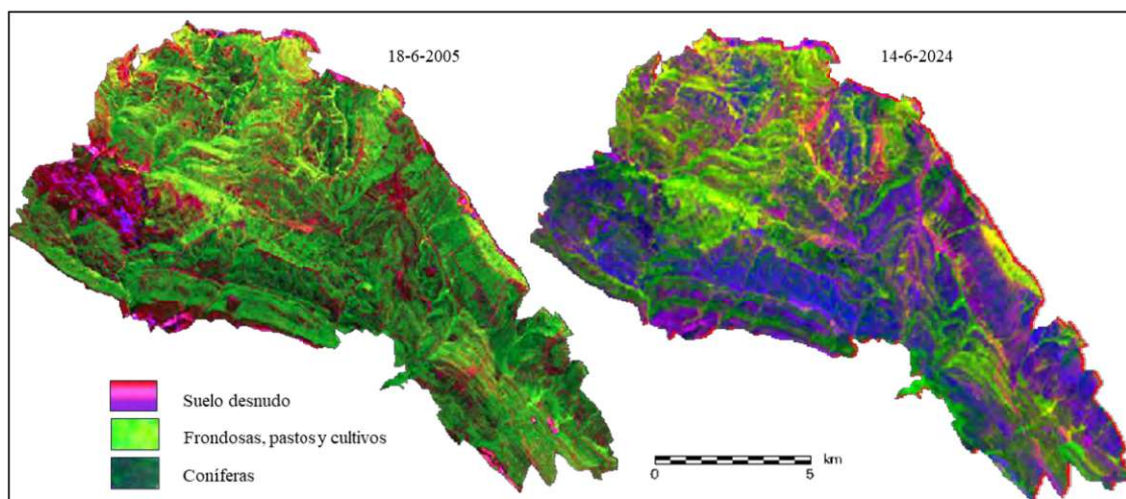 18-6-2005
14-6-2024
Suelo desnudo
Frondosas, pastos y cultivos
Coníferas
km
0 5